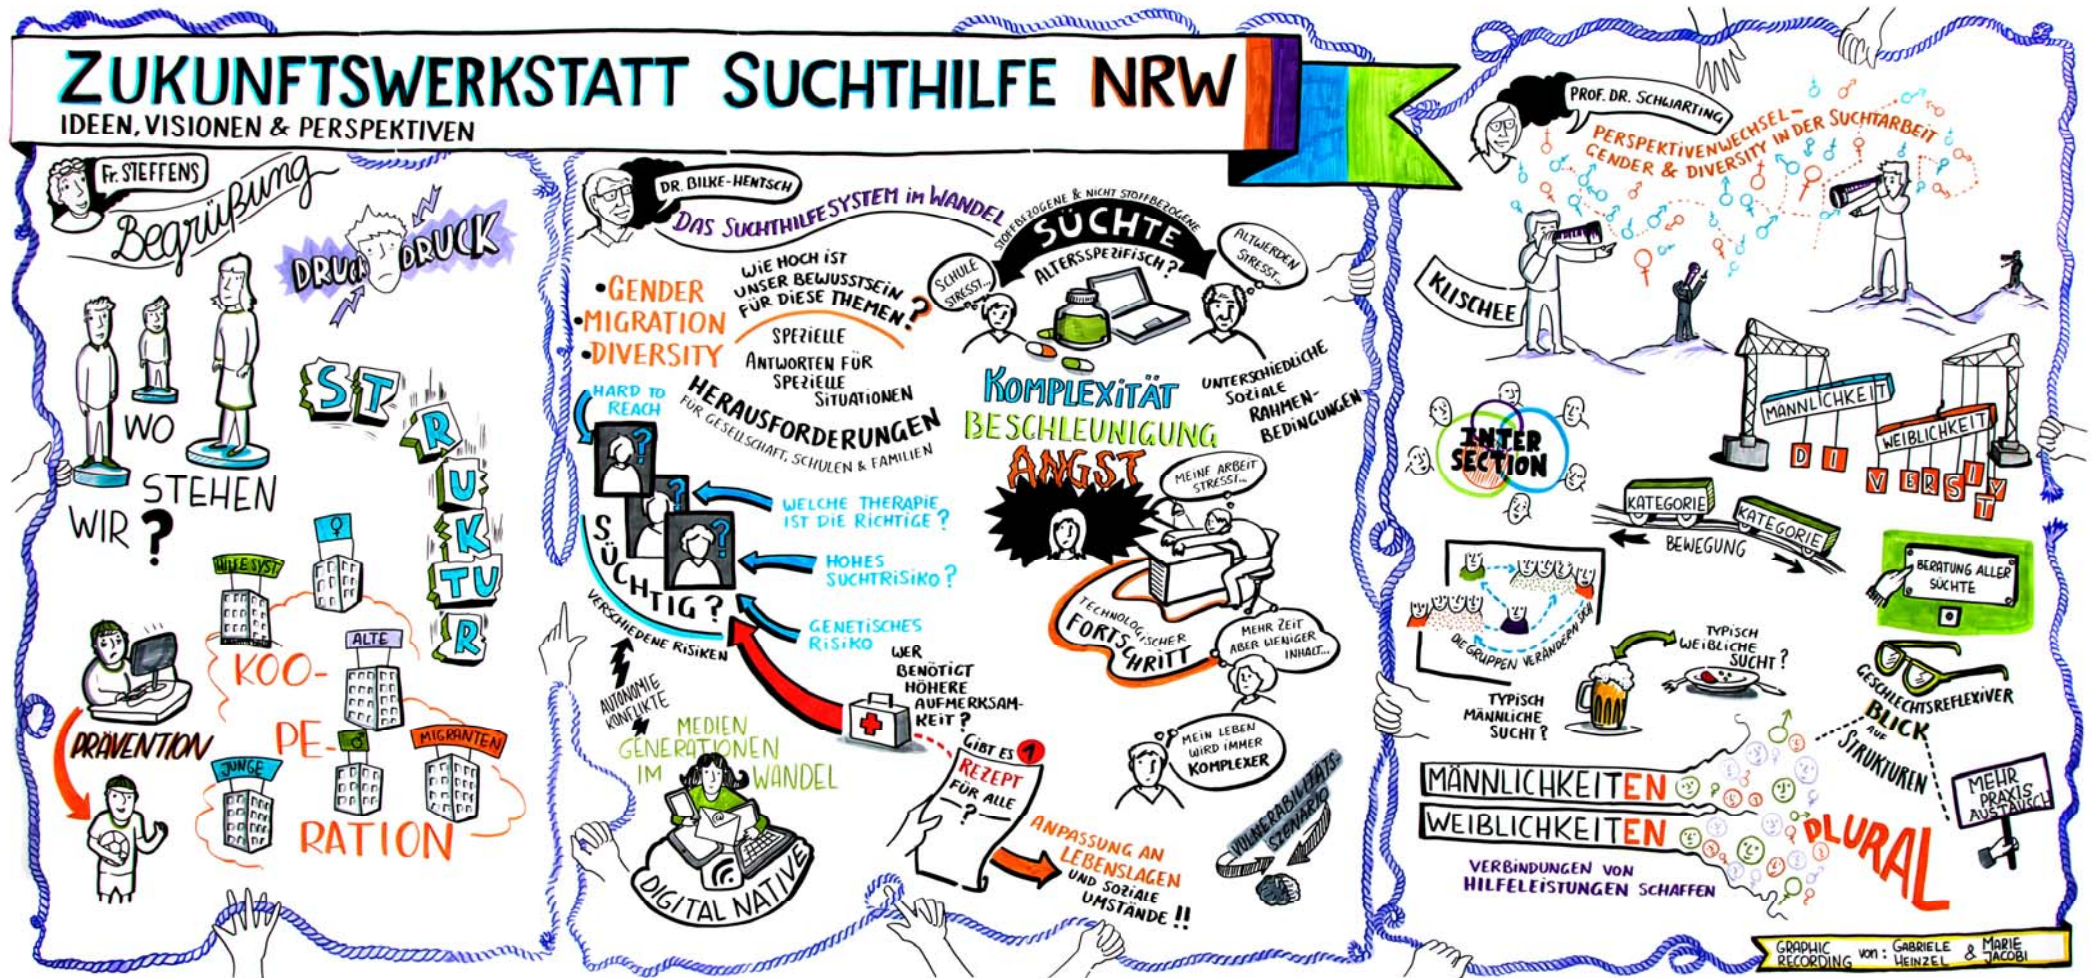 ZUKUNFTSWERKSTATT SUCHTHILFE NRW
IDEEN, VISIONEN & PERSPEKTIVEN
Fr. STEFFENS
Begrüßung
DRUCK
DRUCK
WO
STEHEN
WIR ?
STRUKTUR
HILFE SYST
♀
ALTE
♂
MIGRANTEN
JUNGE
KOO-
PE-
RATION
PRÄVENTION
DR. BILKE-HENTSCH
DAS SUCHTHILFESYSTEM im WANDEL
• GENDER
• MIGRATION
• DIVERSITY
WIE HOCH IST
UNSER BEWUSSTSEIN
FÜR DIESE THEMEN ?
SPEZIELLE
ANTWORTEN FÜR
SPEZIELLE
SITUATIONEN
HERAUSFORDERUNGEN
FÜR GESELLSCHAFT, SCHULEN & FAMILIEN
HARD TO
REACH
?
?
?
WELCHE THERAPIE
IST DIE RICHTIGE ?
HOHES
SUCHTRISIKO ?
GENETISCHES
RISIKO
SÜCHTIG ?
VERSCHIEDENE RISIKEN
AUTONOMIE
KONFLIKTE
WER
BENÖTIGT
HÖHERE
AUFMERKSAM-
KEIT ?
MEDIEN
GENERATIONEN
IM WANDEL
@
DIGITAL NATIVE
GIBT ES 1
REZEPT
FÜR ALLE
?
ANPASSUNG AN
LEBENSLAGEN
UND SOZIALE
UMSTÄNDE !!
STOFFBEZOGENE & NICHT STOFFBEZOGENE
SÜCHTE
ALTERSSPEZIFISCH ?
SCHULE
STRESST...
ALTWERDEN
STRESST...
KOMPLEXITÄT
BESCHLEUNIGUNG
ANGST
UNTERSCHIEDLICHE
SOZIALE
RAHMEN-
BEDINGUNGEN
MEINE ARBEIT
STRESST...
TECHNOLOGISCHER
FORTSCHRITT
MEHR ZEIT
ABER WENIGER
INHALT...
MEIN LEBEN
WIRD IMMER
KOMPLEXER
VULNERABILITÄTS-
SZENARIO
PROF. DR. SCHWARTING
PERSPEKTIVENWECHSEL-
GENDER & DIVERSITY IN DER SUCHTARBEIT
KLISCHEE
MÄNNLICHKEIT
WEIBLICHKEIT
DIVERSITY
INTER
SECTION
KATEGORIE
KATEGORIE
BEWEGUNG
BERATUNG ALLER
SÜCHTE
DIE GRUPPEN VERÄNDERN SICH
TYPISCH
WEIBLICHE
SUCHT ?
TYPISCH
MÄNNLICHE
SUCHT ?
GESCHLECHTSREFLEXIVER
BLICK
AUF
STRUKTUREN
MÄNNLICHKEITEN
WEIBLICHKEITEN
PLURAL
MEHR
PRAXIS
AUSTAUSCH
VERBINDUNGEN VON
HILFELEISTUNGEN SCHAFFEN
GRAPHIC RECORDING von: GABRIELE HEINZEL & MARIE JACOBI